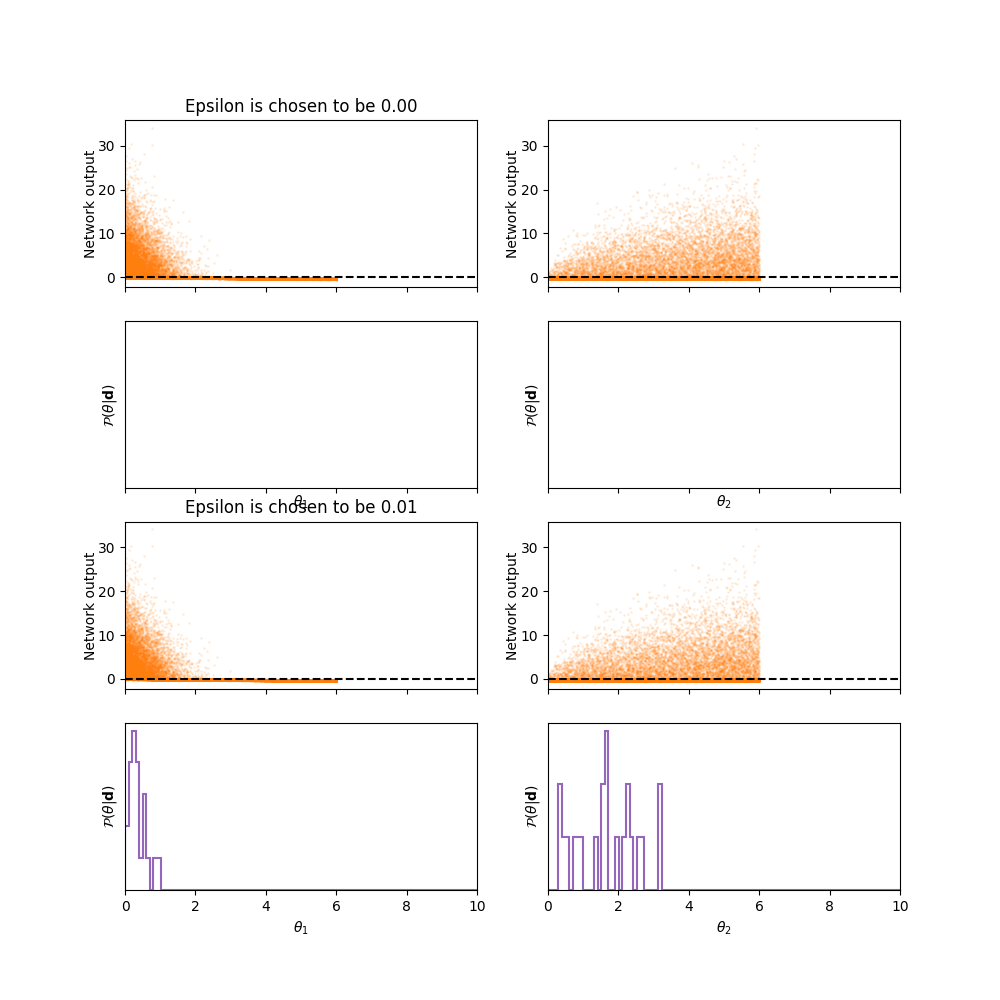 Epsilon is chosen to be 0.00
Network output
30
20
10
0
Network output
30
20
10
0
P(θ|d)
θ₁
P(θ|d)
θ₂
Epsilon is chosen to be 0.01
Network output
30
20
10
0
Network output
30
20
10
0
P(θ|d)
0 2 4 6 8 10
θ₁
P(θ|d)
0 2 4 6 8 10
θ₂